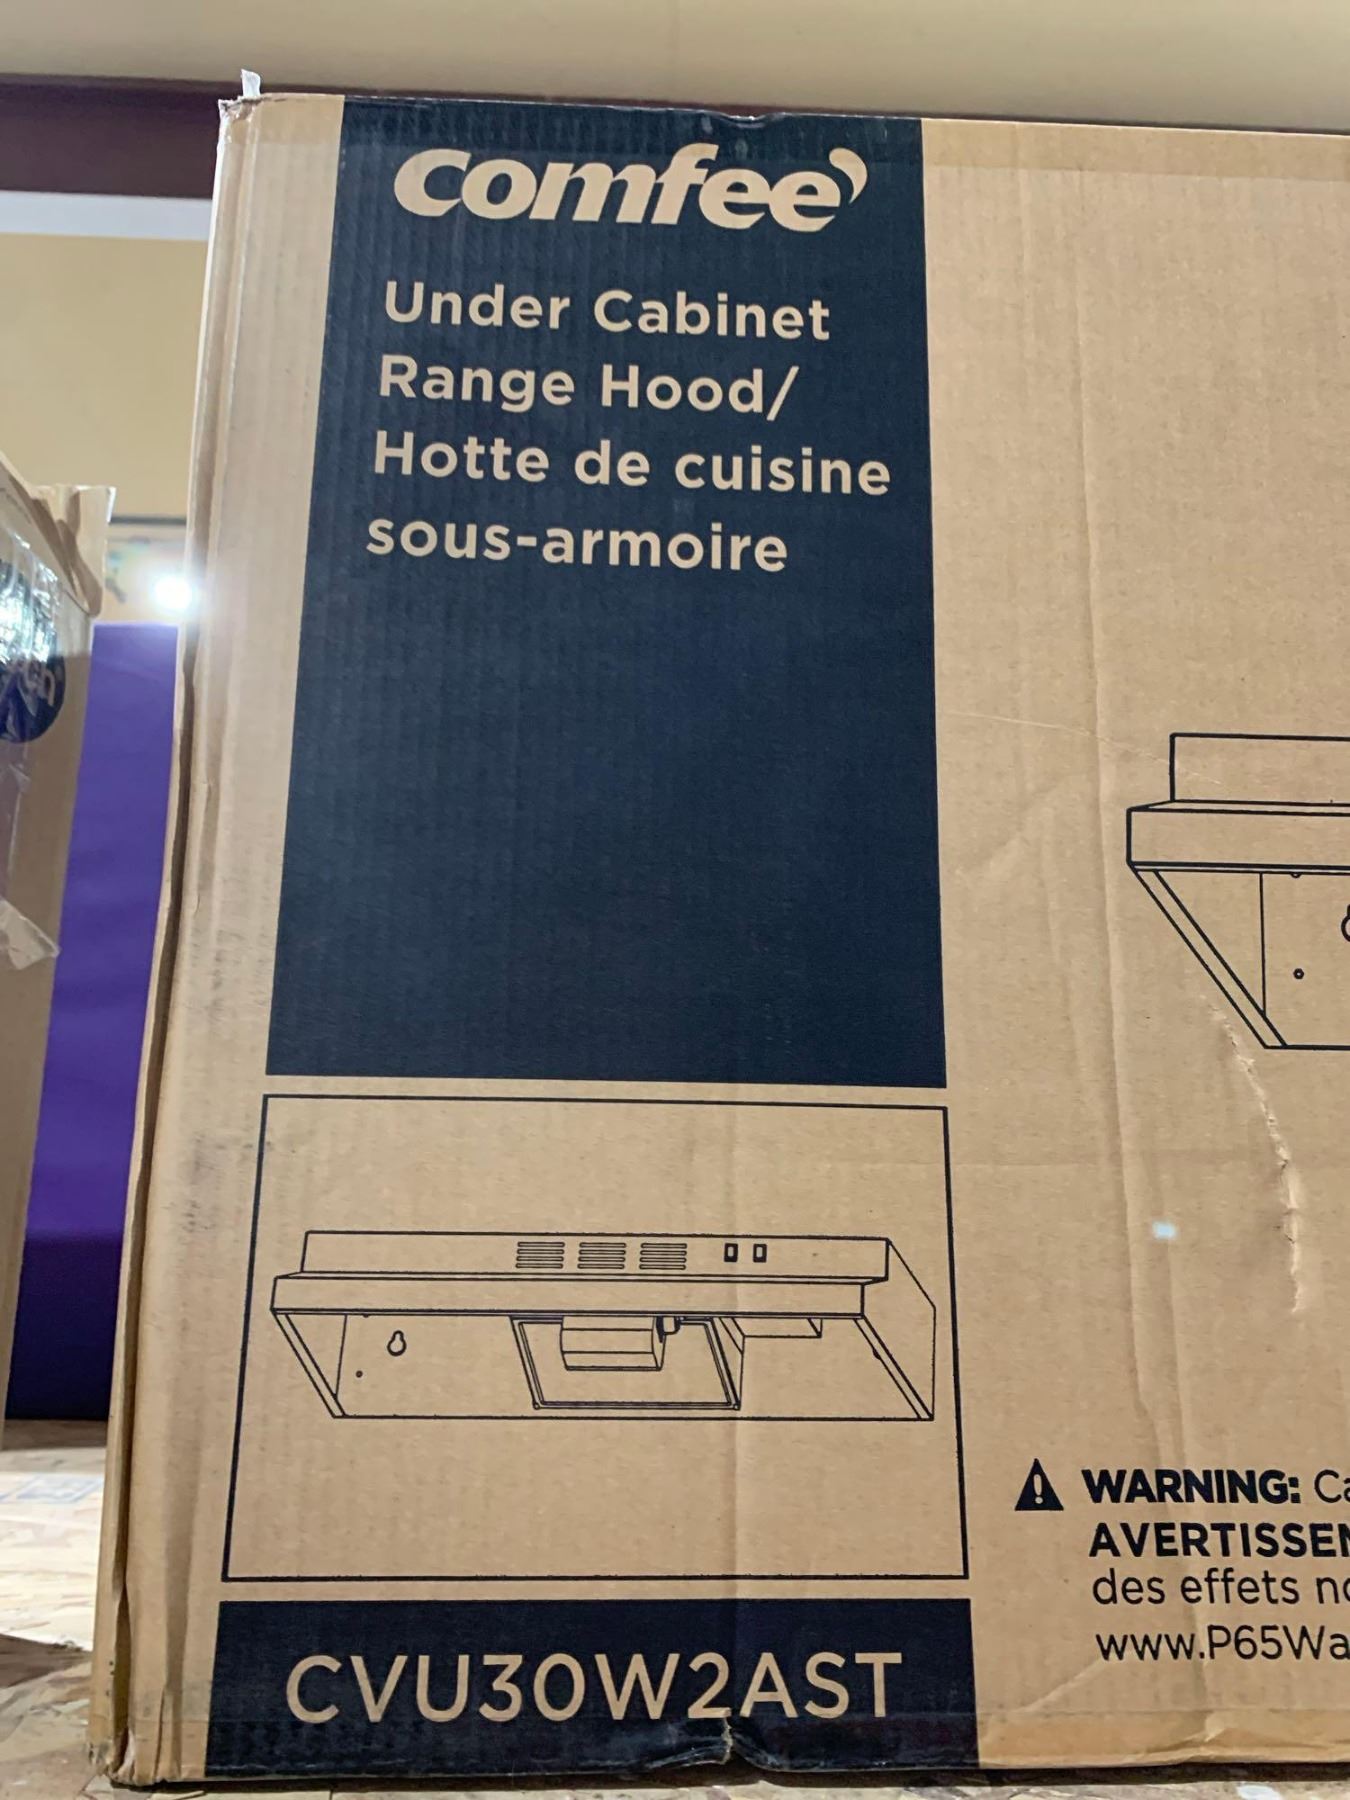 comfee'
Under Cabinet
Range Hood/
Hotte de cuisine
sous-armoire
WARNING:
des effets
CVU30W2AST